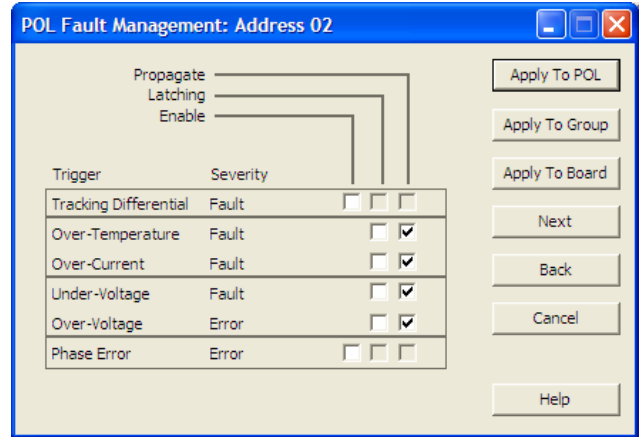 POL Fault Management: Address 02
Propagate
Latching
Enable
Trigger Severity
Tracking Differential Fault
Over-Temperature Fault
Over-Current Fault
Under-Voltage Fault
Over-Voltage Error
Phase Error Error
Apply To POL
Apply To Group
Apply To Board
Next
Back
Cancel
Help